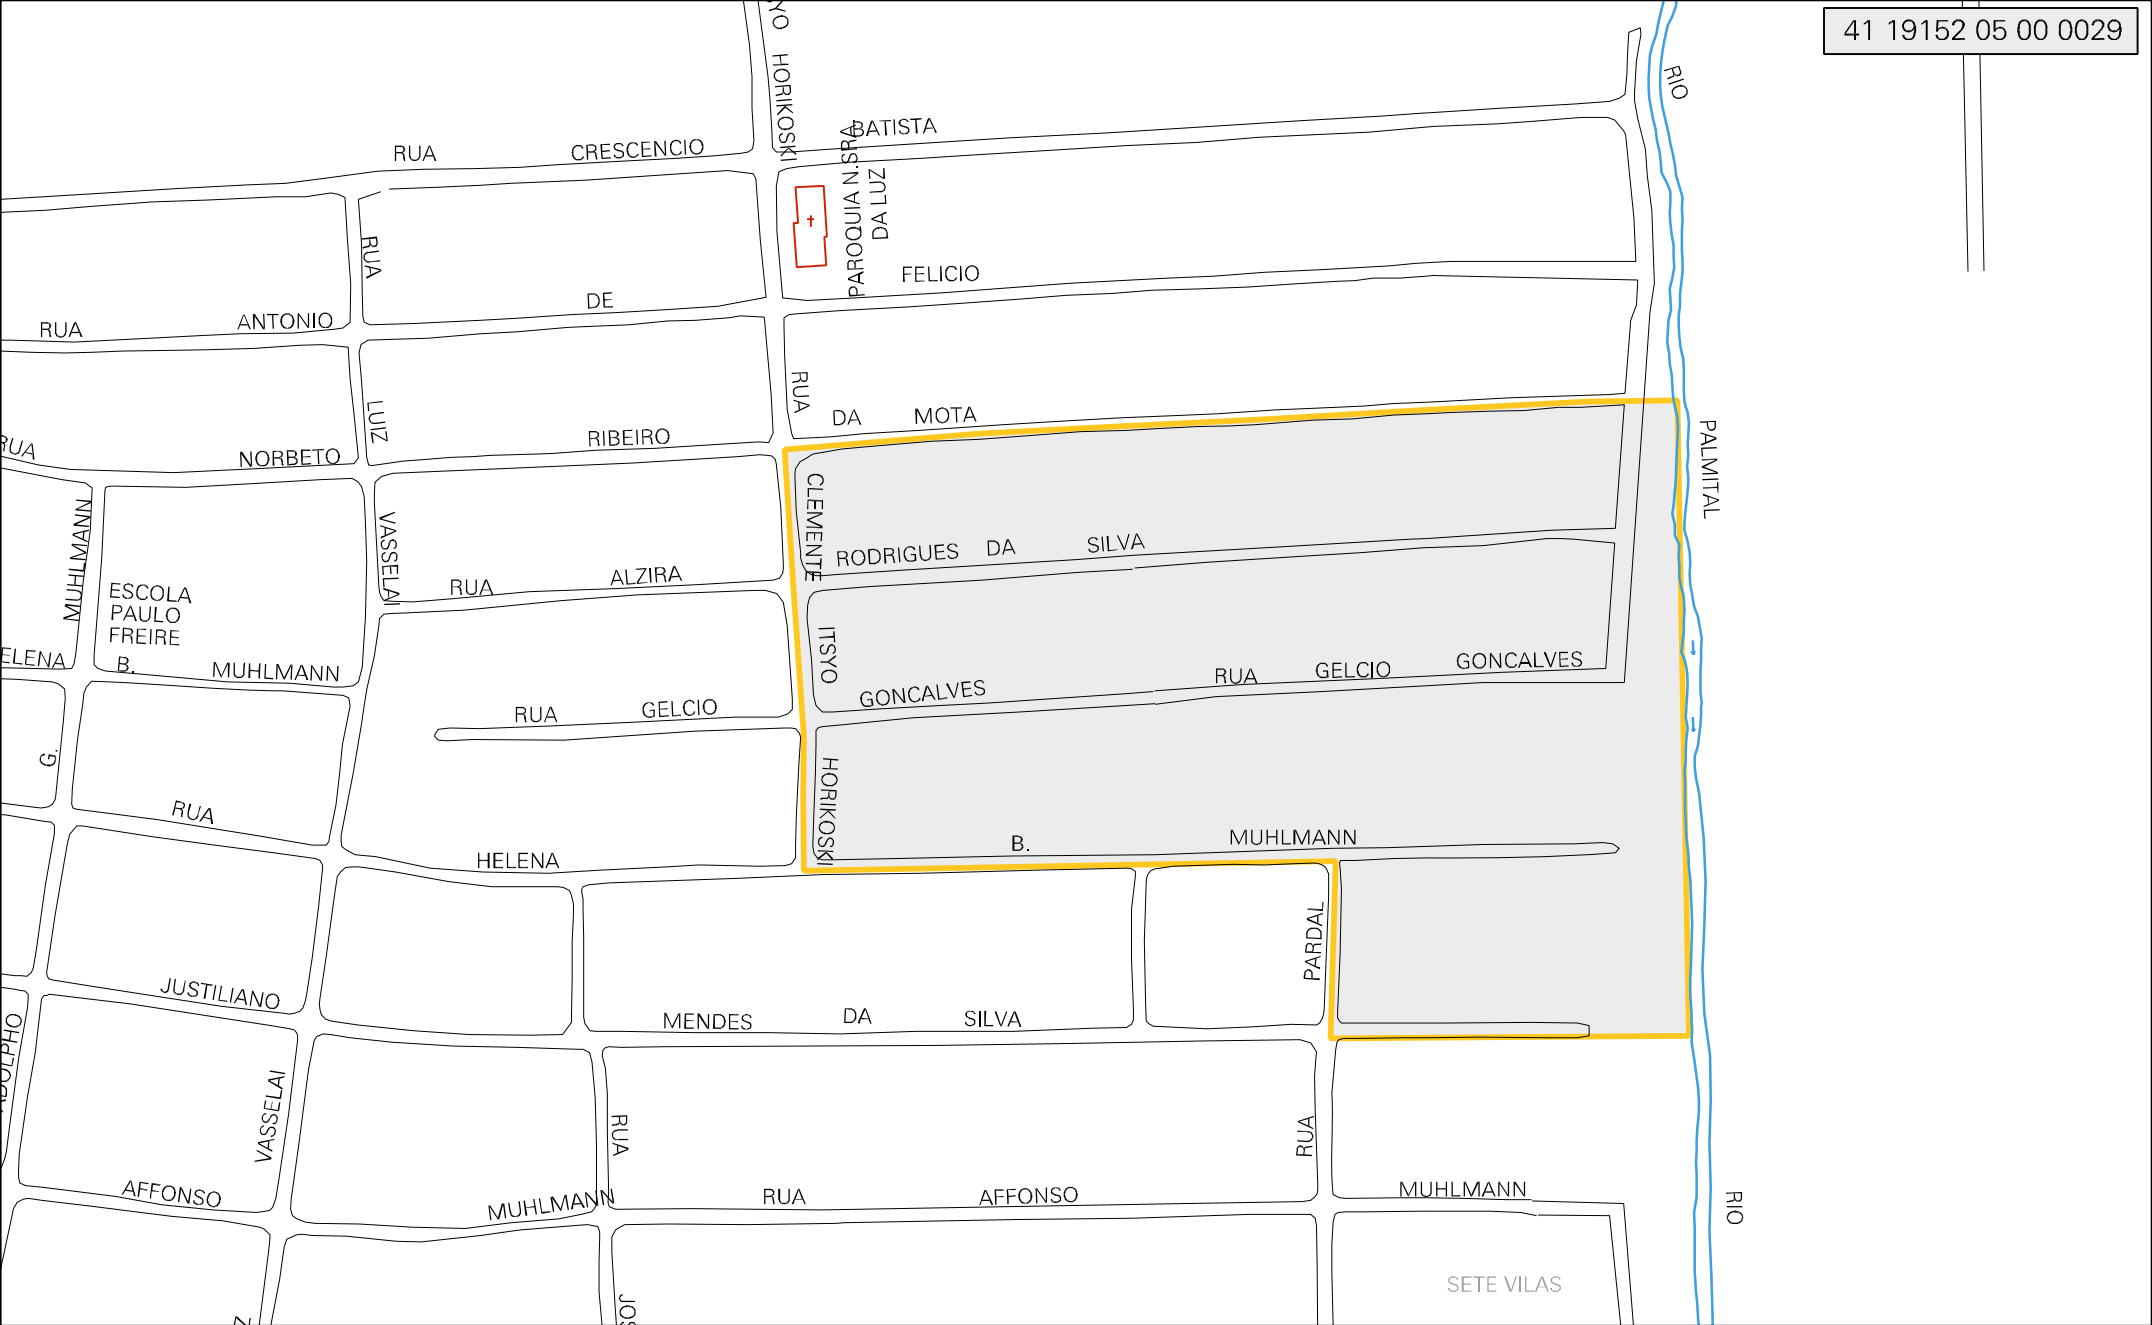 41 19152 05 00 0029
HORIKOSKI
RIO
RUA CRESCENCIO BATISTA
PAROQUIA N.SRA.
DA LUZ
RUA
RUA ANTONIO DE FELICIO
RUA
LUIZ
RUA NORBETO RIBEIRO DA MOTA
PALMITAL
MUHLMANN
VASSELAI
CLEMENTE
ESCOLA
PAULO
FREIRE
RUA ALZIRA RODRIGUES DA SILVA
ITSYO
B. MUHLMANN
RUA GELCIO GONCALVES RUA GELCIO GONCALVES
G.
HORIKOSKI
RUA HELENA B. MUHLMANN
PARDAL
JUSTILIANO MENDES DA SILVA
VASSELAI
RUA
RUA
AFFONSO MUHLMANN RUA AFFONSO MUHLMANN
RIO
SETE VILAS